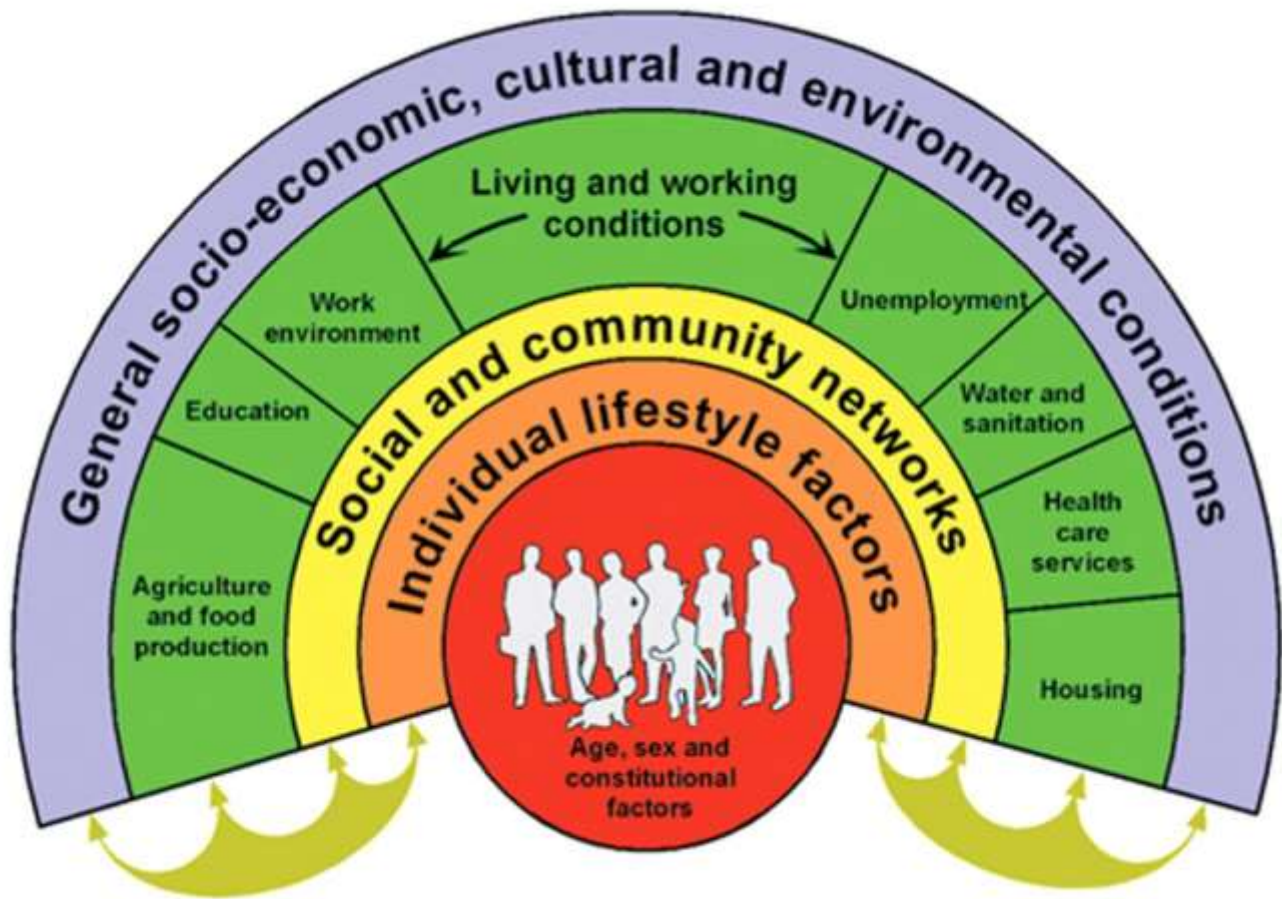 General socio-economic, cultural and environmental conditions
Living and working
conditions
Work
environment
Education
Agriculture
and food
production
Unemployment
Water and
sanitation
Health
care
services
Housing
Social and community networks
Individual lifestyle factors
Age, sex and
constitutional
factors